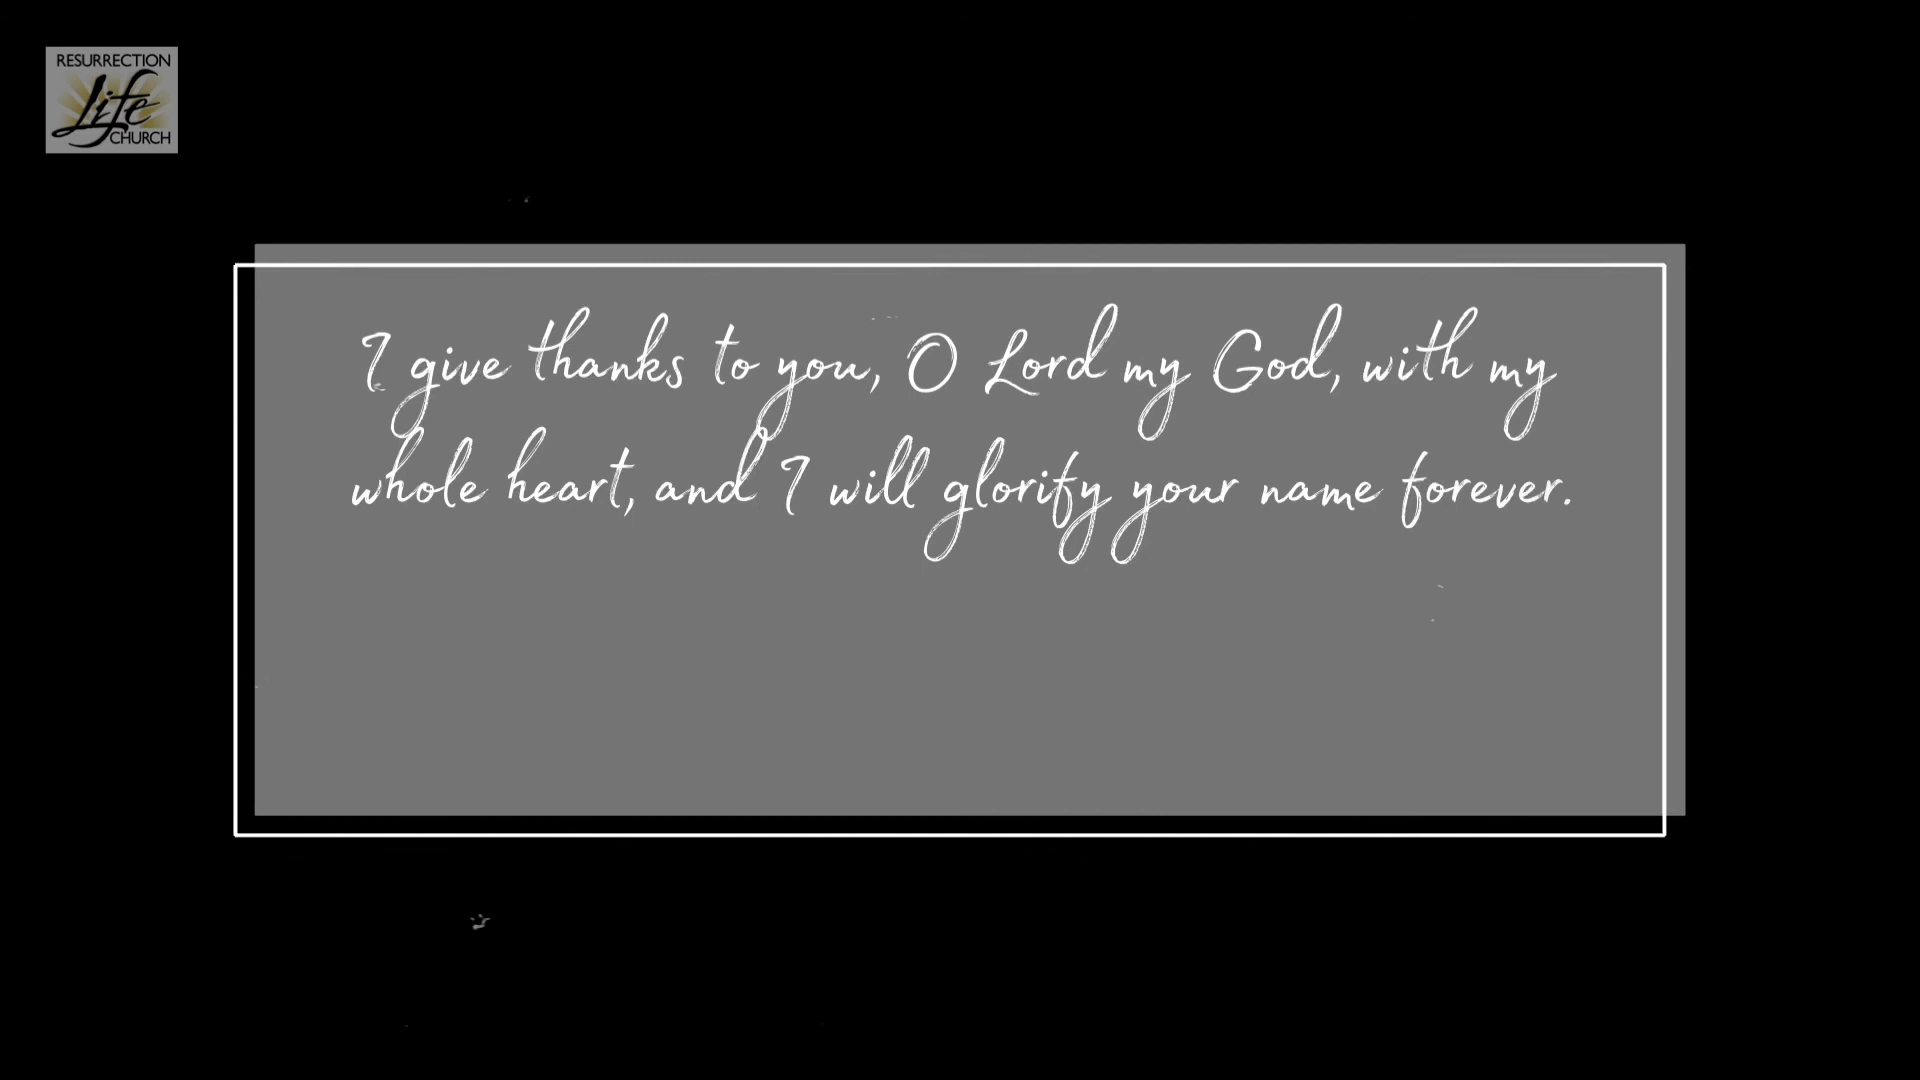 RESURRECTION
Life
CHURCH
I give thanks to you, O Lord my God, with my
whole heart, and I will glorify your name forever.